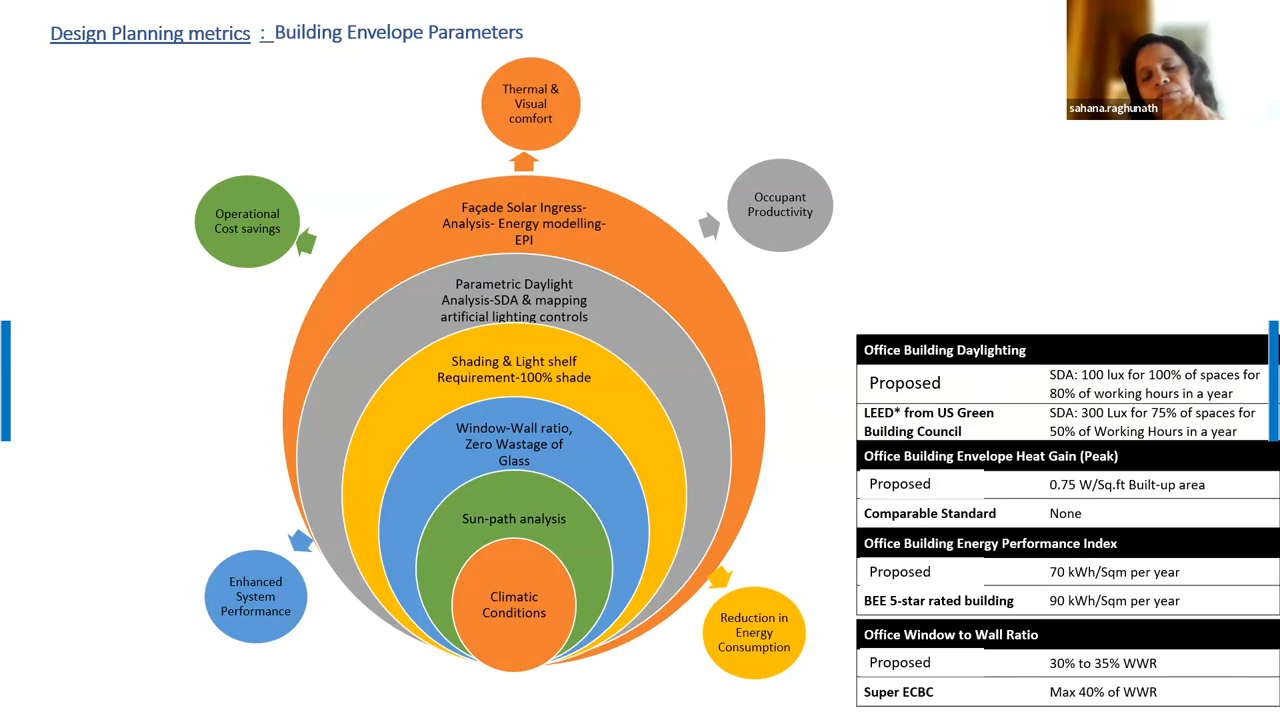 Design Planning metrics : Building Envelope Parameters
sahana.raghunath
Thermal &
Visual
comfort
Operational
Cost savings
Occupant
Productivity
Façade Solar Ingress-
Analysis- Energy modelling-
EPI
Parametric Daylight
Analysis-SDA & mapping
artificial lighting controls
Shading & Light shelf
Requirement-100% shade
Window-Wall ratio,
Zero Wastage of
Glass
Sun-path analysis
Climatic
Conditions
Enhanced
System
Performance
Reduction in
Energy
Consumption
Office Building Daylighting
Proposed
SDA: 100 lux for 100% of spaces for
80% of working hours in a year
LEED* from US Green
Building Council
SDA: 300 Lux for 75% of spaces for
50% of Working Hours in a year
Office Building Envelope Heat Gain (Peak)
Proposed 0.75 W/Sq.ft Built-up area
Comparable Standard None
Office Building Energy Performance Index
Proposed 70 kWh/Sqm per year
BEE 5-star rated building 90 kWh/Sqm per year
Office Window to Wall Ratio
Proposed 30% to 35% WWR
Super ECBC Max 40% of WWR